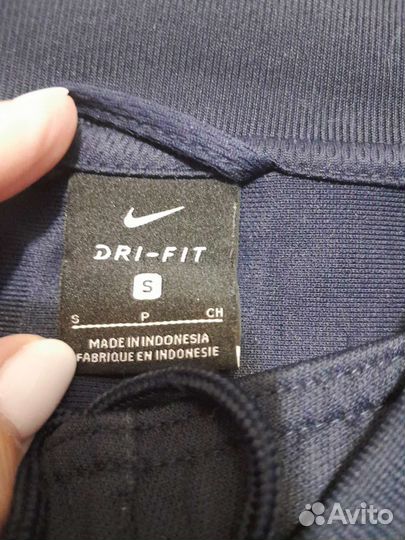 DRI-FIT
S
S P CH
MADE IN INDONESIA
FABRIQUE EN INDONESIE
Avito